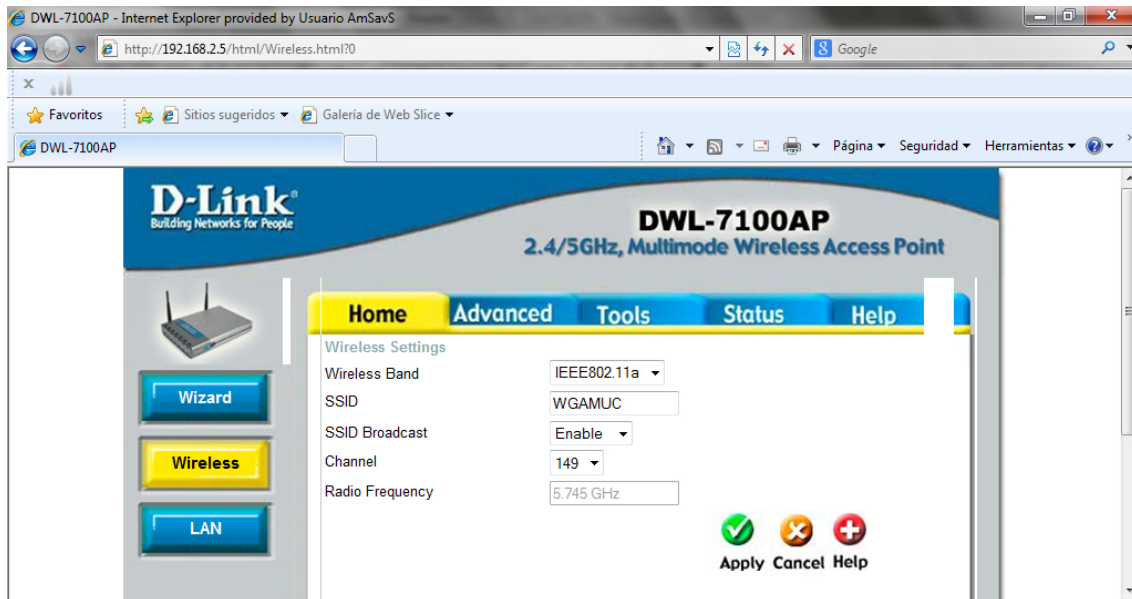 DWL-7100AP - Internet Explorer provided by Usuario AmSavS
http://192.168.2.5/html/Wireless.html?0
Google
x
Favoritos
Sitios sugeridos
Galería de Web Slice
DWL-7100AP
Página
Seguridad
Herramientas
D-Link®
Building Networks for People
DWL-7100AP
2.4/5GHz, Multimode Wireless Access Point
Home
Advanced
Tools
Status
Help
Wizard
Wireless
LAN
Wireless Settings
Wireless Band IEEE802.11a
SSID WGAMUC
SSID Broadcast Enable
Channel 149
Radio Frequency 5.745 GHz
Apply Cancel Help